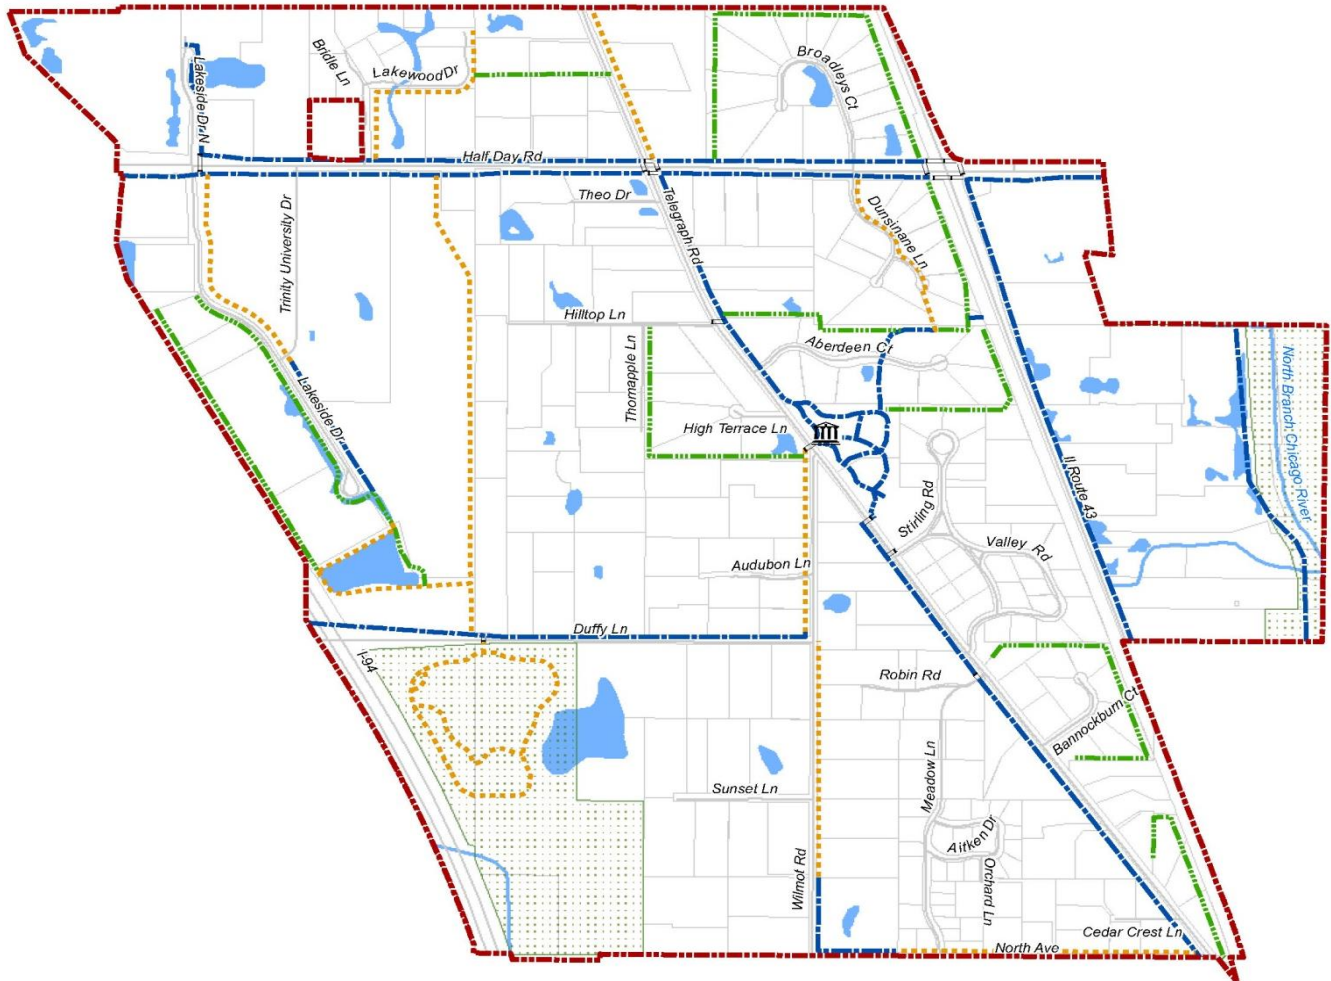 Bridle Ln
Lakewood Dr
Broadleys Ct
Lakeside Dr N
Half Day Rd
Theo Dr
Telegraph Rd
Dunsinane Ln
Trinity University Dr
Hilltop Ln
Thornapple Ln
Aberdeen Ct
North Branch Chicago River
Lakeside Dr
High Terrace Ln
Il Route 43
Stirling Rd
Valley Rd
Audubon Ln
Duffy Ln
I-94
Robin Rd
Bannockburn Ct
Meadow Ln
Sunset Ln
Aitken Dr
Wilmot Rd
Orchard Ln
Cedar Crest Ln
North Ave